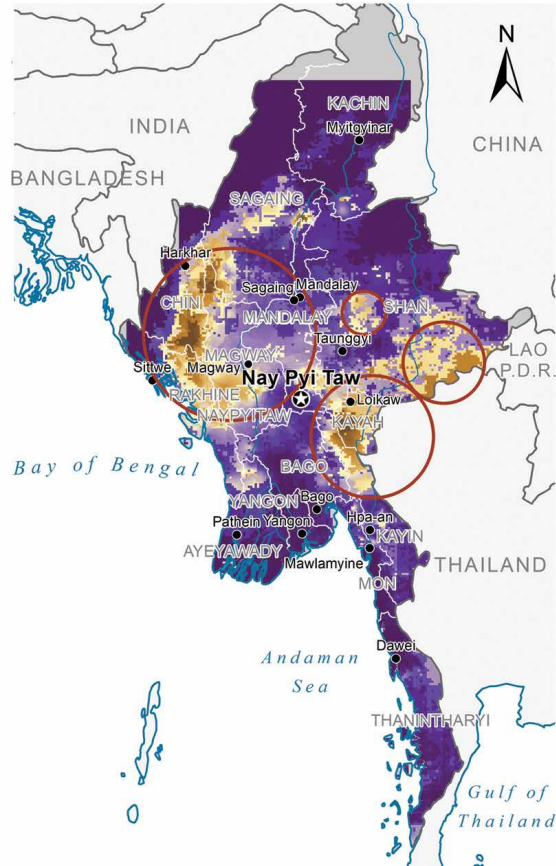 N
KACHIN
Myitgyinar
INDIA
CHINA
BANGLADESH
SAGAING
Harkhar
CHIN
Sagaing
Mandalay
MANDALAY
SHAN
Taunggyi
MAGWAY
Magway
Sittwe
LAO
P.D.R.
Nay Pyi Taw
RAKHINE
NAYPYITAW
Loikaw
KAYAH
Bay of Bengal
BAGO
YANGON
Bago
Pathein
Yangon
Hpa-an
KAYIN
AYEYAWADY
Mawlamyine
THAILAND
MON
Dawei
Andaman
Sea
THANINTHARYI
Gulf of
Thailand